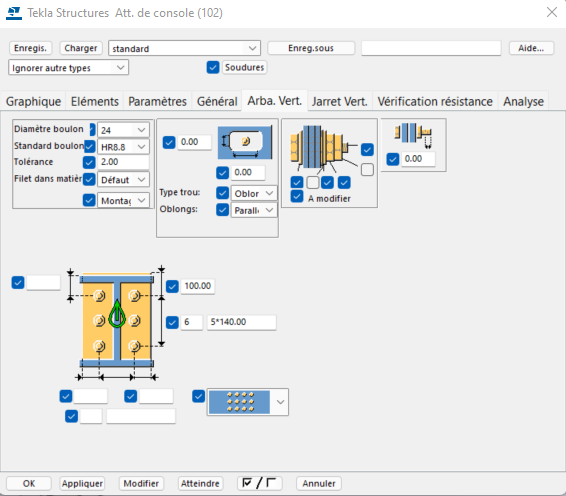 Tekla Structures Att. de console (102)
Enregis. Charger standard Enreg.sous Aide...
Ignorer autre types Soudures
Graphique Eléments Paramètres Général Arba. Vert. Jarret Vert. Vérification résistance Analyse
Diamètre boulon 24
Standard boulon HR8.8
Tolérance 2.00
Filet dans matièr Défaut
Montag
0.00
0.00
Type trou: Oblor
Oblongs: Parall
A modifier
0.00
100.00
6 5*140.00
OK Appliquer Modifier Atteindre / Annuler